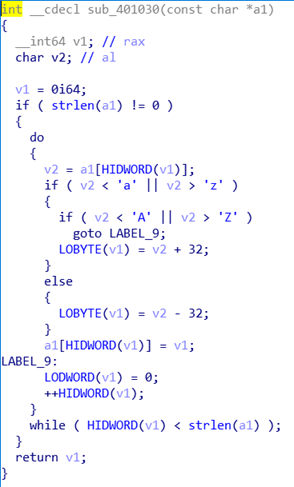 int __cdecl sub_401030(const char *a1)
{
  __int64 v1; // rax
  char v2; // al

  v1 = 0i64;
  if ( strlen(a1) != 0 )
  {
    do
    {
      v2 = a1[HIDWORD(v1)];
      if ( v2 < 'a' || v2 > 'z' )
      {
        if ( v2 < 'A' || v2 > 'Z' )
          goto LABEL_9;
        LOBYTE(v1) = v2 + 32;
      }
      else
      {
        LOBYTE(v1) = v2 - 32;
      }
      a1[HIDWORD(v1)] = v1;
LABEL_9:
      LODWORD(v1) = 0;
      ++HIDWORD(v1);
    }
    while ( HIDWORD(v1) < strlen(a1) );
  }
  return v1;
}